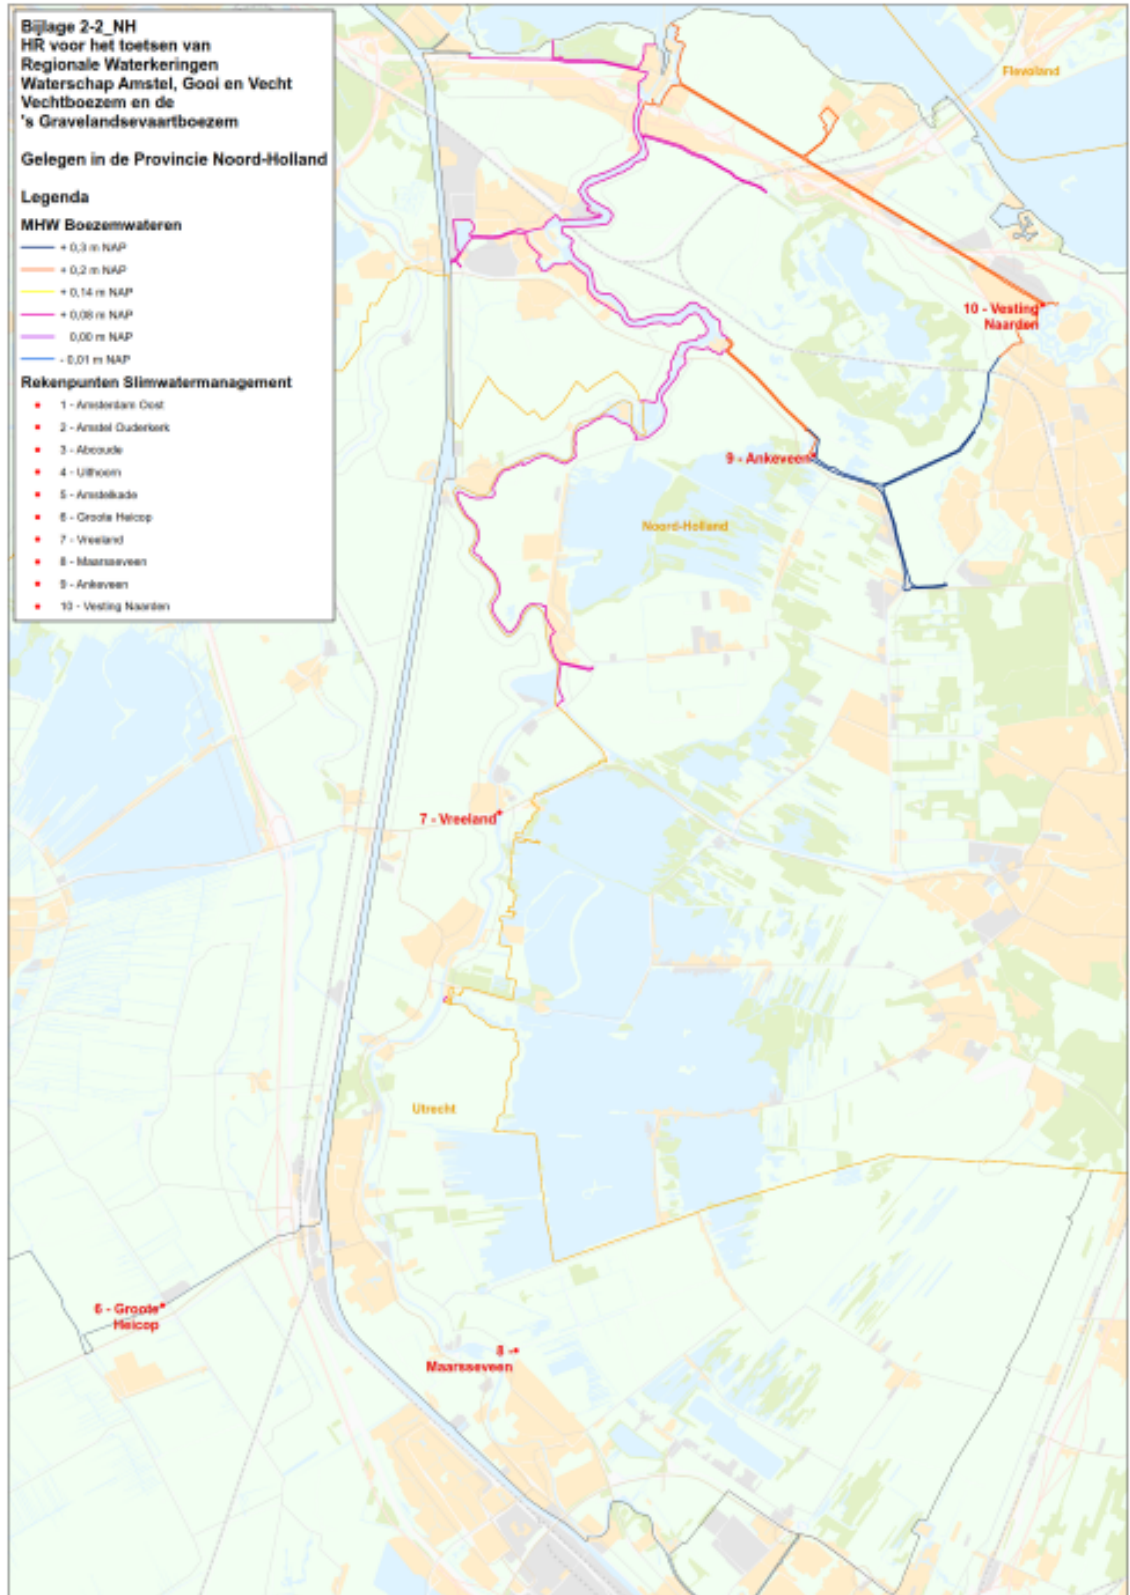 Bijlage 2-2_NH
HR voor het toetsen van
Regionale Waterkeringen
Waterschap Amstel, Gooi en Vecht
Vechtboezem en de
's Gravelandsevaartboezem
Gelegen in de Provincie Noord-Holland
Legenda
MHW Boezemwateren
+ 0,3 m NAP
+ 0,2 m NAP
+ 0,14 m NAP
+ 0,08 m NAP
0,00 m NAP
- 0,01 m NAP
Rekenpunten Slimwatermanagement
1 - Amsterdam Oost
2 - Amstel Ouderkerk
3 - Abcoude
4 - Uithoorn
5 - Amstelkade
6 - Groote Heicop
7 - Vreeland
8 - Maarsseveen
9 - Ankeveen
10 - Vesting Naarden
Flevoland
10 - Vesting
Naarden
9 - Ankeveen
Noord-Holland
7 - Vreeland
Utrecht
6 - Groote
Heicop
8 -
Maarsseveen